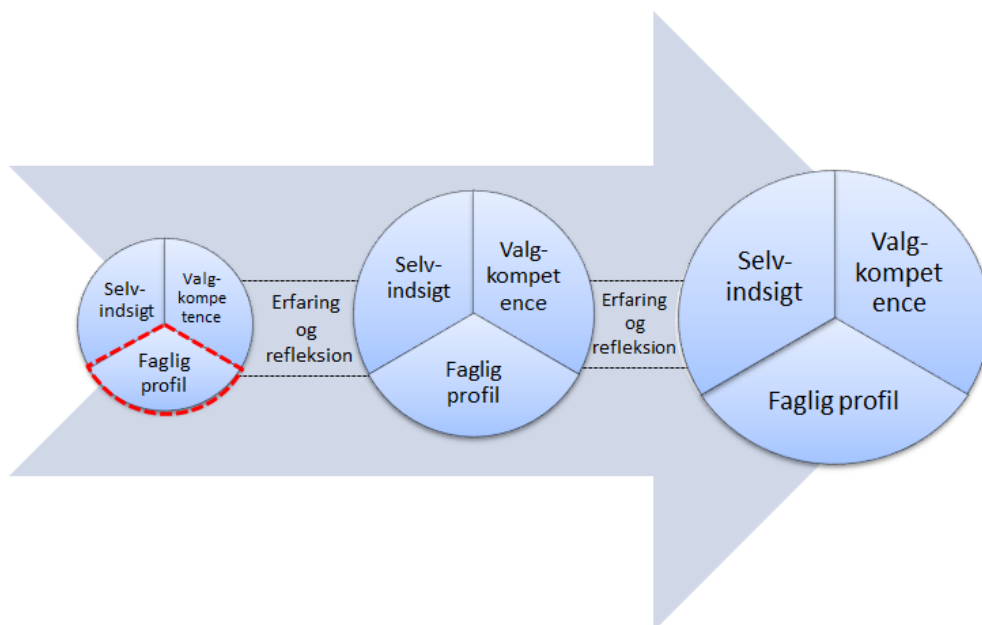 Selv-
indsigt
Valg-
kompe
tence
Faglig
profil
Erfaring
og
refleksion
Selv-
indsigt
Valg-
kompet
ence
Faglig
profil
Erfaring
og
refleksion
Selv-
indsigt
Valg-
kompet
ence
Faglig profil